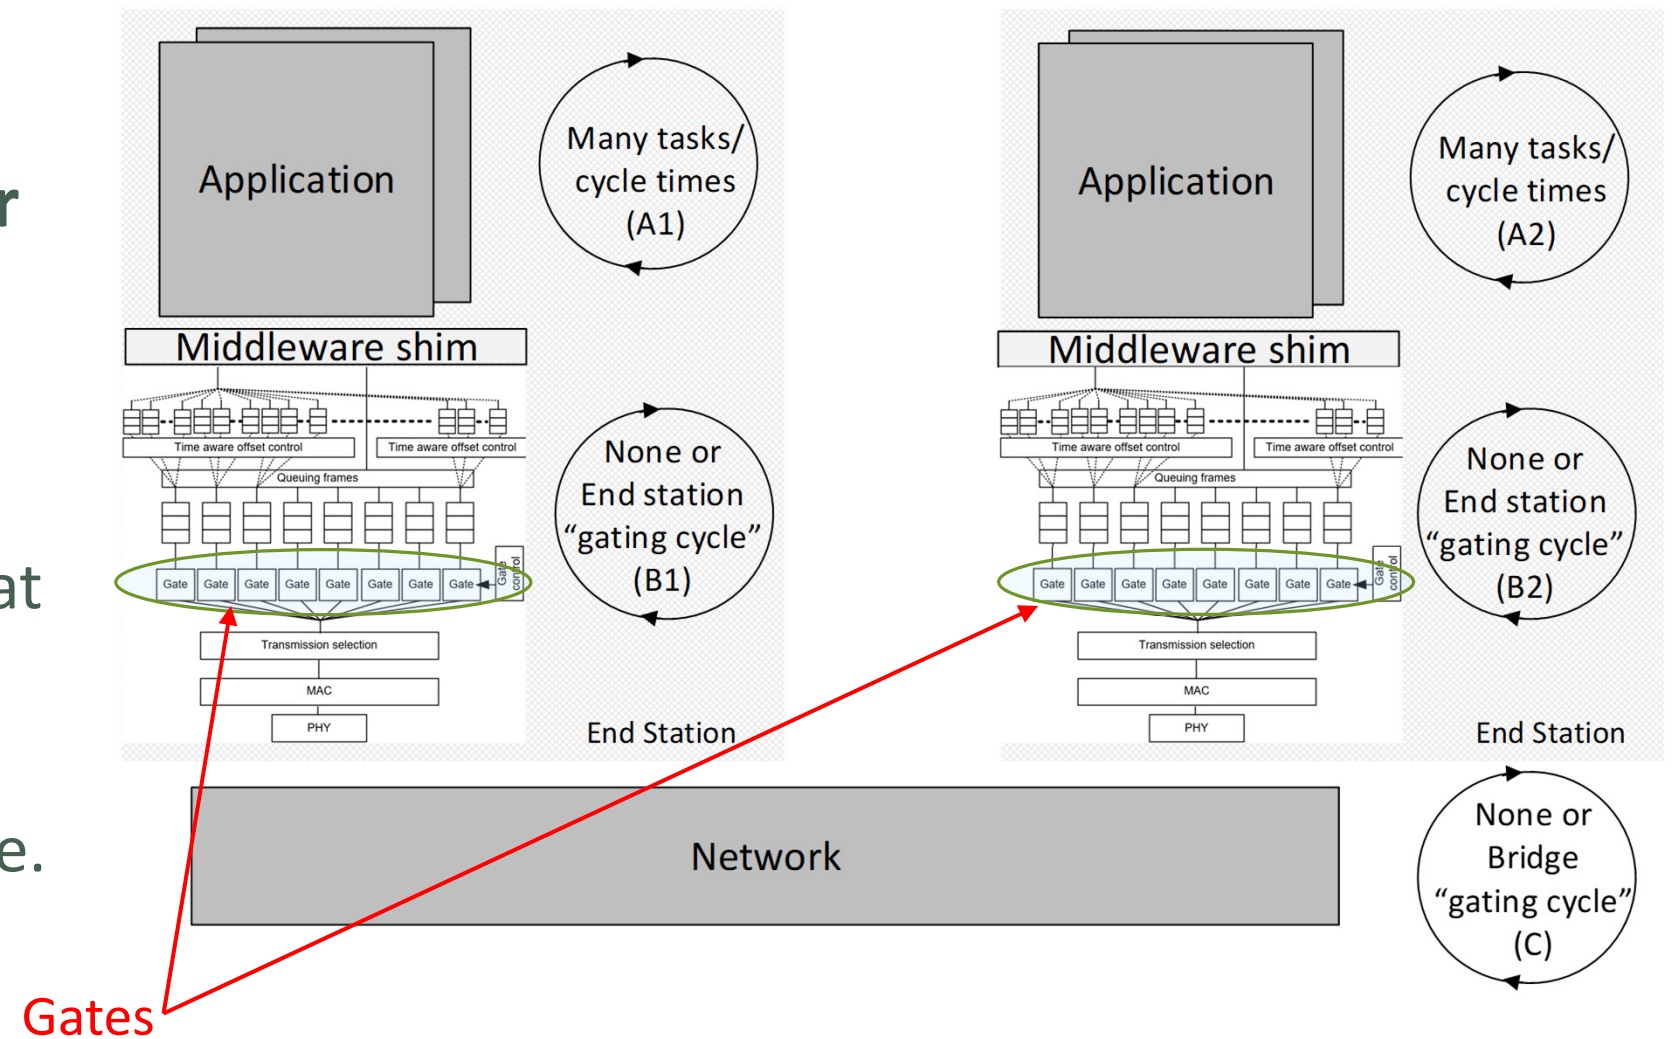 r
at
e.
Application
Many tasks/
cycle times
(A1)
Middleware shim
Time aware offset control
Time aware offset control
Queuing frames
None or
End station
“gating cycle”
(B1)
Gate Gate Gate Gate Gate Gate Gate Gate
Gate
control
Transmission selection
MAC
PHY
End Station
Application
Many tasks/
cycle times
(A2)
Middleware shim
Time aware offset control
Time aware offset control
Queuing frames
None or
End station
“gating cycle”
(B2)
Gate Gate Gate Gate Gate Gate Gate Gate
Gate
control
Transmission selection
MAC
PHY
End Station
Network
None or
Bridge
“gating cycle”
(C)
Gates